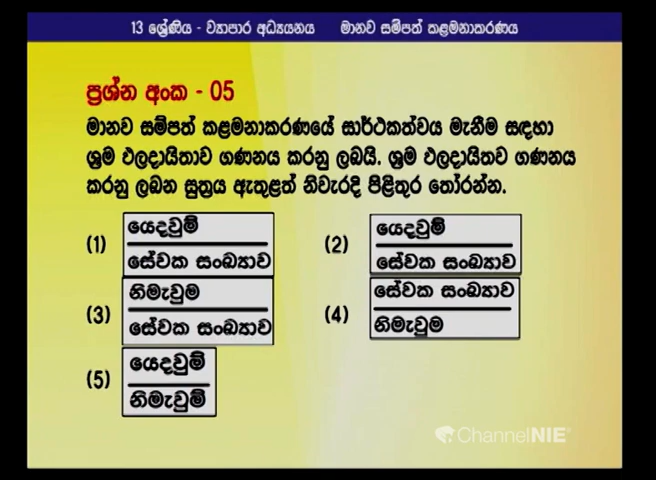 13 ශ්‍රේණිය - ව්‍යාපාර අධ්‍යයනය මානව සම්පත් කළමනාකරණය
ප්‍රශ්න අංක - 05
මානව සම්පත් කළමනාකරණයේ සාර්ථකත්වය මැනීම සඳහා
ශ්‍රම ඵලදායිතාව ගණනය කරනු ලබයි. ශ්‍රම ඵලදායිතව ගණනය
කරනු ලබන සුත්‍රය ඇතුළත් නිවැරදි පිළිතුර තෝරන්න.
(1) යෙදවුම් / සේවක සංඛ්‍යාව (2) යෙදවුම් / සේවක සංඛ්‍යාව
(3) නිමැවුම / සේවක සංඛ්‍යාව (4) සේවක සංඛ්‍යාව / නිමැවුම
(5) යෙදවුම් / නිමැවුම්
ChannelNIE